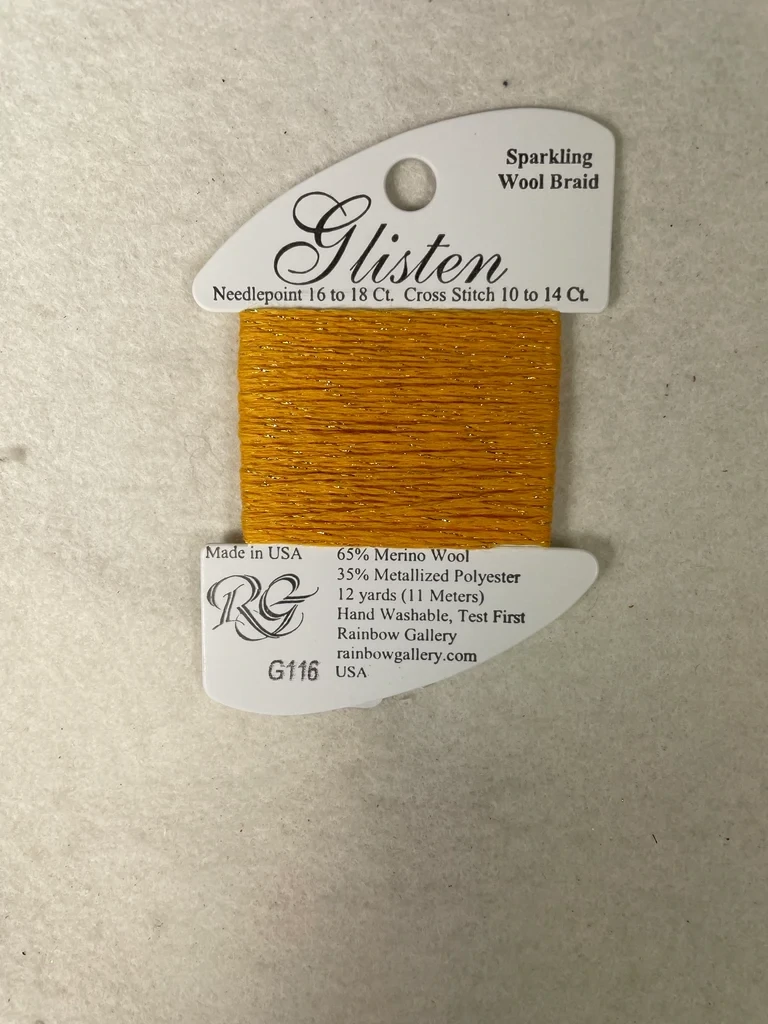 Sparkling
Wool Braid
Glisten
Needlepoint 16 to 18 Ct. Cross Stitch 10 to 14 Ct.
Made in USA
RG
G116
65% Merino Wool
35% Metallized Polyester
12 yards (11 Meters)
Hand Washable, Test First
Rainbow Gallery
rainbowgallery.com
USA